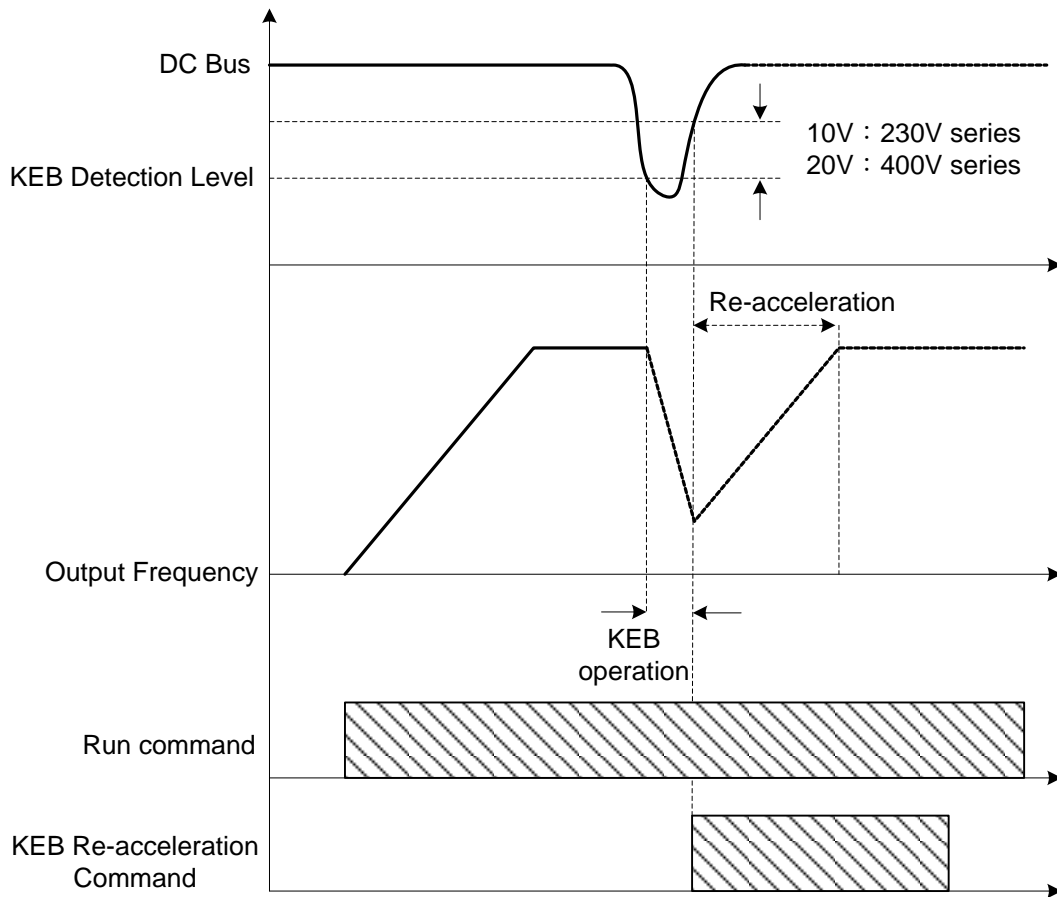 DC Bus
10V：230V series
KEB Detection Level
20V：400V series
Re-acceleration
Output Frequency
KEB
operation
Run command
KEB Re-acceleration
Command